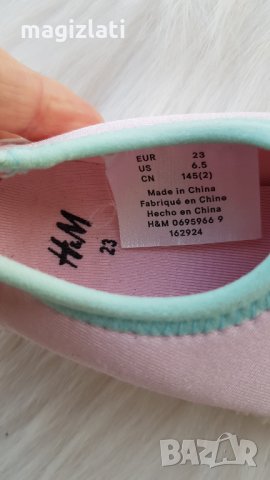 magizlati
EUR 23
US 6.5
CN 145(2)
Made in China
Fabriqué en Chine
Hecho en China
H&M 0695966 9
162924
H&M
23
BAZAR